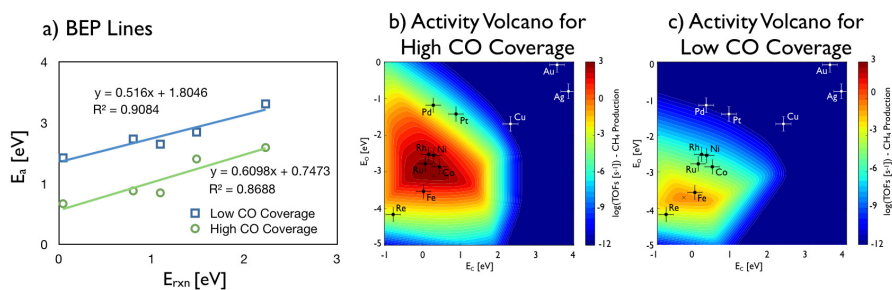 a) BEP Lines
4
3
1
0
0
1
2
3
Eₐ [eV]
Eᵣₓₙ [eV]
y = 0.516x + 1.8046
R² = 0.9084
y = 0.6098x + 0.7473
R² = 0.8688
Low CO Coverage
High CO Coverage
b) Activity Volcano for
High CO Coverage
0
-1
-2
-3
-4
-5
-1
0
1
2
3
4
E_O [eV]
E_C [eV]
Au
Ag
Cu
Pd
Pt
Rh
Ni
Ru
Co
Fe
Re
3
0
-3
-6
-9
-12
log(TOFs [s⁻¹]) - CH₄ Production
c) Activity Volcano for
Low CO Coverage
0
-1
-2
-3
-4
-5
-1
0
1
2
3
4
E_O [eV]
E_C [eV]
Au
Ag
Cu
Pd
Pt
Rh
Ni
Ru
Co
Fe
Re
3
0
-3
-6
-9
-12
log(TOFs [s⁻¹]) - CH₄ Production